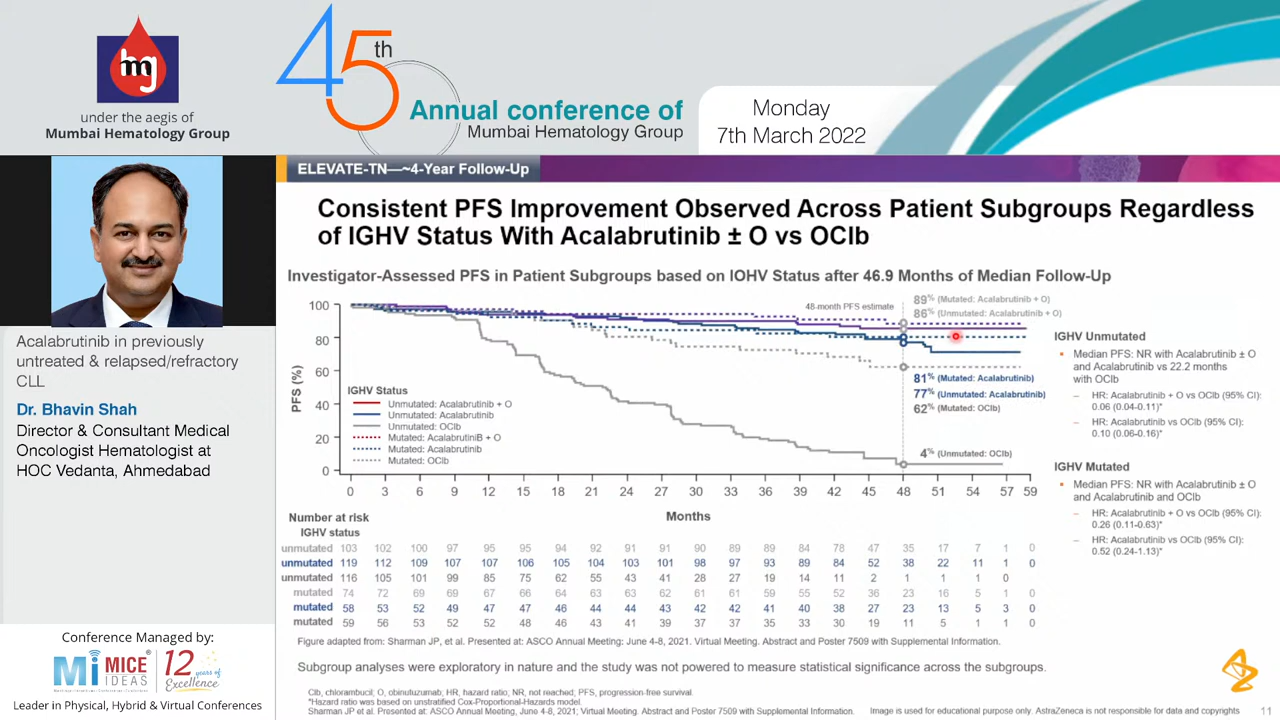 hg
under the aegis of
Mumbai Hematology Group
45th
Annual conference of
Mumbai Hematology Group
Monday
7th March 2022
Acalabrutinib in previously
untreated & relapsed/refractory
CLL
Dr. Bhavin Shah
Director & Consultant Medical
Oncologist Hematologist at
HOC Vedanta, Ahmedabad
Conference Managed by:
Mi MICE IDEAS
12 years of Excellence
Leader in Physical, Hybrid & Virtual Conferences
ELEVATE-TN—~4-Year Follow-Up
Consistent PFS Improvement Observed Across Patient Subgroups Regardless
of IGHV Status With Acalabrutinib ± O vs OClb
Investigator-Assessed PFS in Patient Subgroups based on IOHV Status after 46.9 Months of Median Follow-Up
48-month PFS estimate
89% (Mutated: Acalabrutinib + O)
86% (Unmutated: Acalabrutinib + O)
81% (Mutated: Acalabrutinib)
77% (Unmutated: Acalabrutinib)
62% (Mutated: OClb)
4% (Unmutated: OClb)
PFS (%)
100
80
60
40
20
0
IGHV Status
Unmutated: Acalabrutinib + O
Unmutated: Acalabrutinib
Unmutated: OClb
Mutated: AcalabrutiniB + O
Mutated: Acalabrutinib
Mutated: OClb
0 3 6 9 12 15 18 21 24 27 30 33 36 39 42 45 48 51 54 57 59
Months
Number at risk
IGHV status
unmutated 103 102 100 97 95 95 94 92 91 91 90 89 89 84 78 47 35 17 7 1 0
unmutated 119 112 109 107 107 106 105 104 103 101 98 97 93 89 84 52 38 22 11 1 0
unmutated 116 105 101 99 85 75 62 55 43 41 28 27 19 14 11 2 1 1 1 0
mutated 74 72 69 69 67 66 64 63 63 62 61 61 59 55 52 36 23 16 5 1 0
mutated 58 53 52 49 47 47 46 44 44 43 42 42 41 40 38 27 23 13 5 3 0
mutated 59 56 53 52 52 48 46 43 41 39 37 37 35 33 30 19 11 5 1 1 0
IGHV Unmutated
Median PFS: NR with Acalabrutinib ± O
and Acalabrutinib vs 22.2 months
with OClb
– HR: Acalabrutinib + O vs OClb (95% CI):
0.06 (0.04-0.11)*
– HR: Acalabrutinib vs OClb (95% CI):
0.10 (0.06-0.16)*
IGHV Mutated
Median PFS: NR with Acalabrutinib ± O
and Acalabrutinib and OClb
– HR: Acalabrutinib + O vs OClb (95% CI):
0.26 (0.11-0.63)*
– HR: Acalabrutinib vs OClb (95% CI):
0.52 (0.24-1.13)*
Figure adapted from: Sharman JP, et al. Presented at: ASCO Annual Meeting: June 4-8, 2021. Virtual Meeting. Abstract and Poster 7509 with Supplemental Information.
Subgroup analyses were exploratory in nature and the study was not powered to measure statistical significance across the subgroups.
Clb, chlorambucil; O, obinutuzumab; HR, hazard ratio, NR, not reached; PFS, progression-free survival.
*Hazard ratio was based on unstratified Cox-Proportional-Hazards model.
Sharman JP et al. Presented at: ASCO Annual Meeting, June 4-8, 2021; Virtual Meeting. Abstract and Poster 7509 with Supplemental Information.
Image is used for educational purpose only. AstraZeneca is not responsible for data and copyrights
11